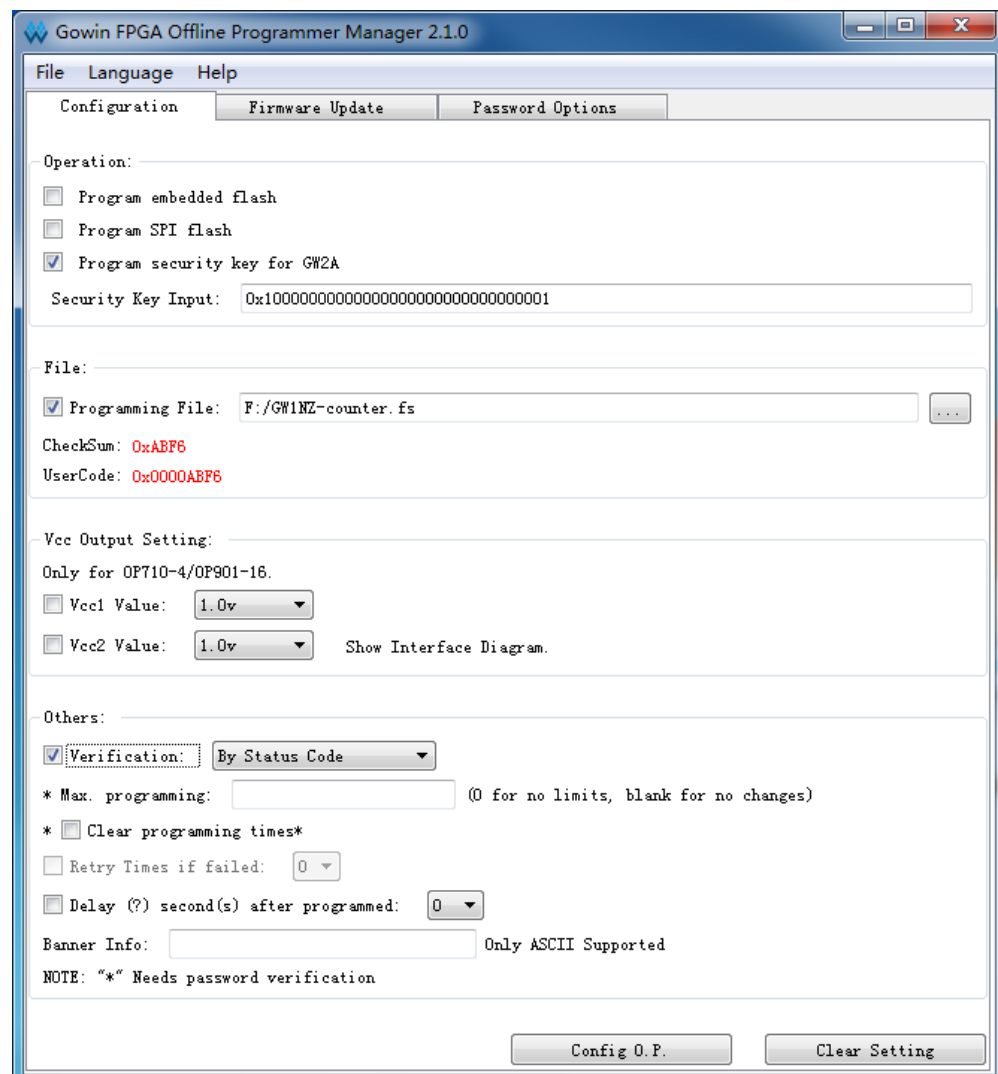 Gowin FPGA Offline Programmer Manager 2.1.0
File Language Help
Configuration Firmware Update Password Options
Operation:
Program embedded flash
Program SPI flash
Program security key for GW2A
Security Key Input: 0x10000000000000000000000000000001
File:
Programming File: F:/GW1NZ-counter.fs ...
CheckSum: 0xABF6
UserCode: 0x0000ABF6
Vcc Output Setting:
Only for OP710-4/OP901-16.
Vcc1 Value: 1.0v
Vcc2 Value: 1.0v Show Interface Diagram.
Others:
Verification: By Status Code
* Max. programming: (0 for no limits, blank for no changes)
* Clear programming times*
Retry Times if failed: 0
Delay (?) second(s) after programmed: 0
Banner Info: Only ASCII Supported
NOTE: "*" Needs password verification
Config O.P. Clear Setting